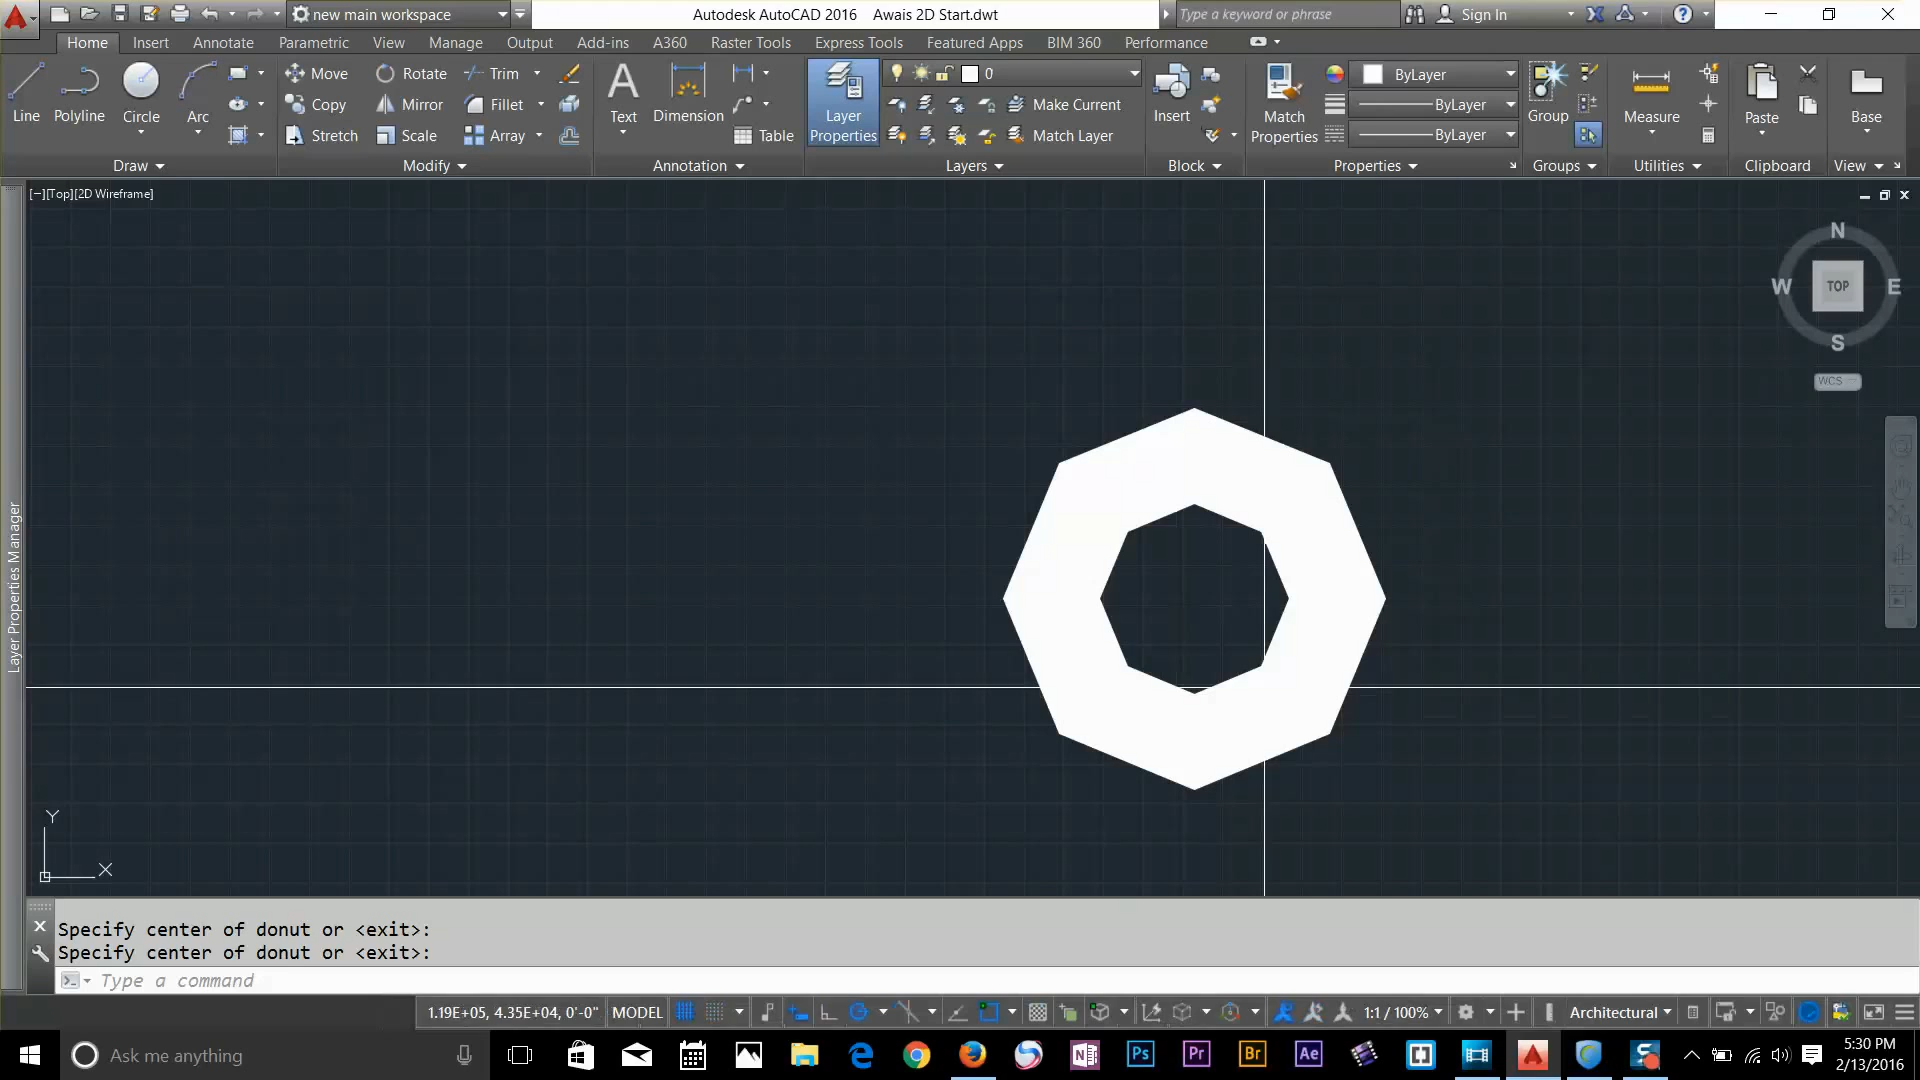 new main workspace
Autodesk AutoCAD 2016 Awais 2D Start.dwt
Type a keyword or phrase
Sign In
Home Insert Annotate Parametric View Manage Output Add-ins A360 Raster Tools Express Tools Featured Apps BIM 360 Performance
Line Polyline Circle Arc
Draw
Move Rotate Trim
Copy Mirror Fillet
Stretch Scale Array
Modify
Text Dimension Table
Annotation
Layer Properties
0
Make Current
Match Layer
Layers
Insert
Block
Match Properties
ByLayer
ByLayer
ByLayer
Properties
Group
Groups
Measure
Utilities
Paste
Clipboard
Base
View
[−][Top][2D Wireframe]
N
W TOP E
S
WCS
Layer Properties Manager
Y
X
Specify center of donut or <exit>:
Specify center of donut or <exit>:
Type a command
1.19E+05, 4.35E+04, 0'-0" MODEL 1:1 / 100% Architectural
Ask me anything
N Ps Pr Br Ae
5:30 PM
2/13/2016